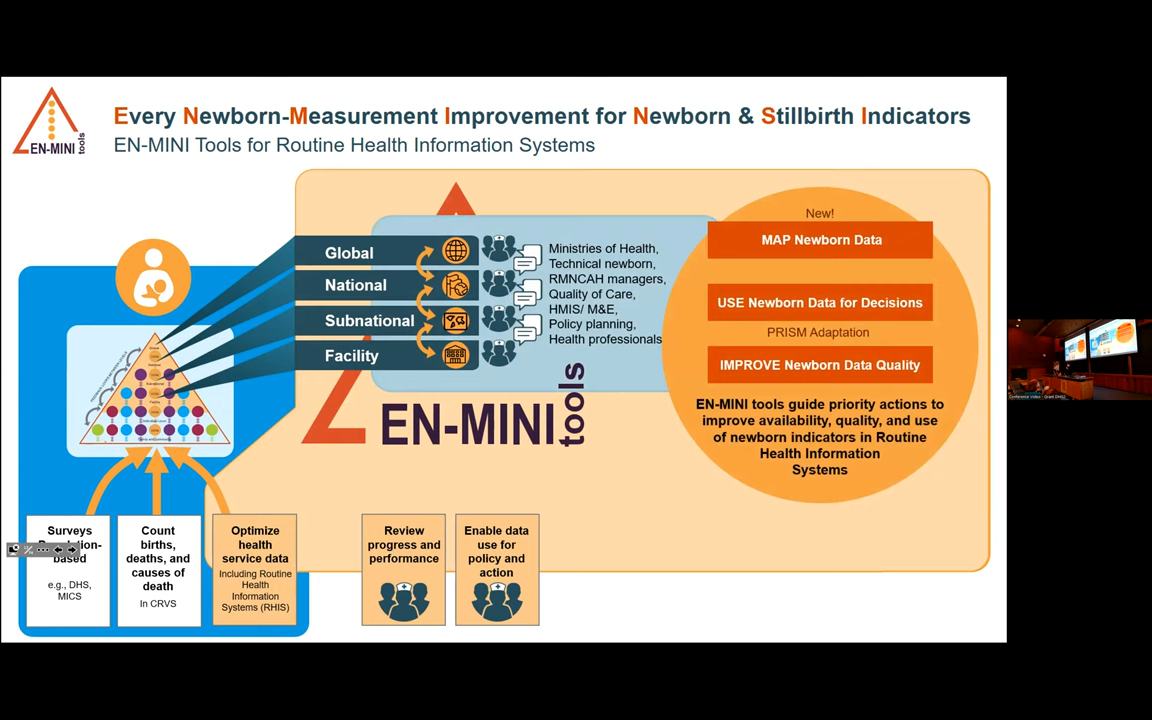 Every Newborn-Measurement Improvement for Newborn & Stillbirth Indicators
EN-MINI Tools for Routine Health Information Systems
EN-MINI
tools
Global
National
Subnational
Facility
Ministries of Health,
Technical newborn,
RMNCAH managers,
Quality of Care,
HMIS/ M&E,
Policy planning,
Health professionals
New!
MAP Newborn Data
USE Newborn Data for Decisions
PRISM Adaptation
IMPROVE Newborn Data Quality
EN-MINI tools guide priority actions to
improve availability, quality, and use
of newborn indicators in Routine
Health Information
Systems
EN-MINI
tools
Surveys
based
e.g., DHS,
MICS
Count
births,
deaths, and
causes of
death
In CRVS
Optimize
health
service data
Including Routine
Health
Information
Systems (RHIS)
Review
progress and
performance
Enable data
use for
policy and
action